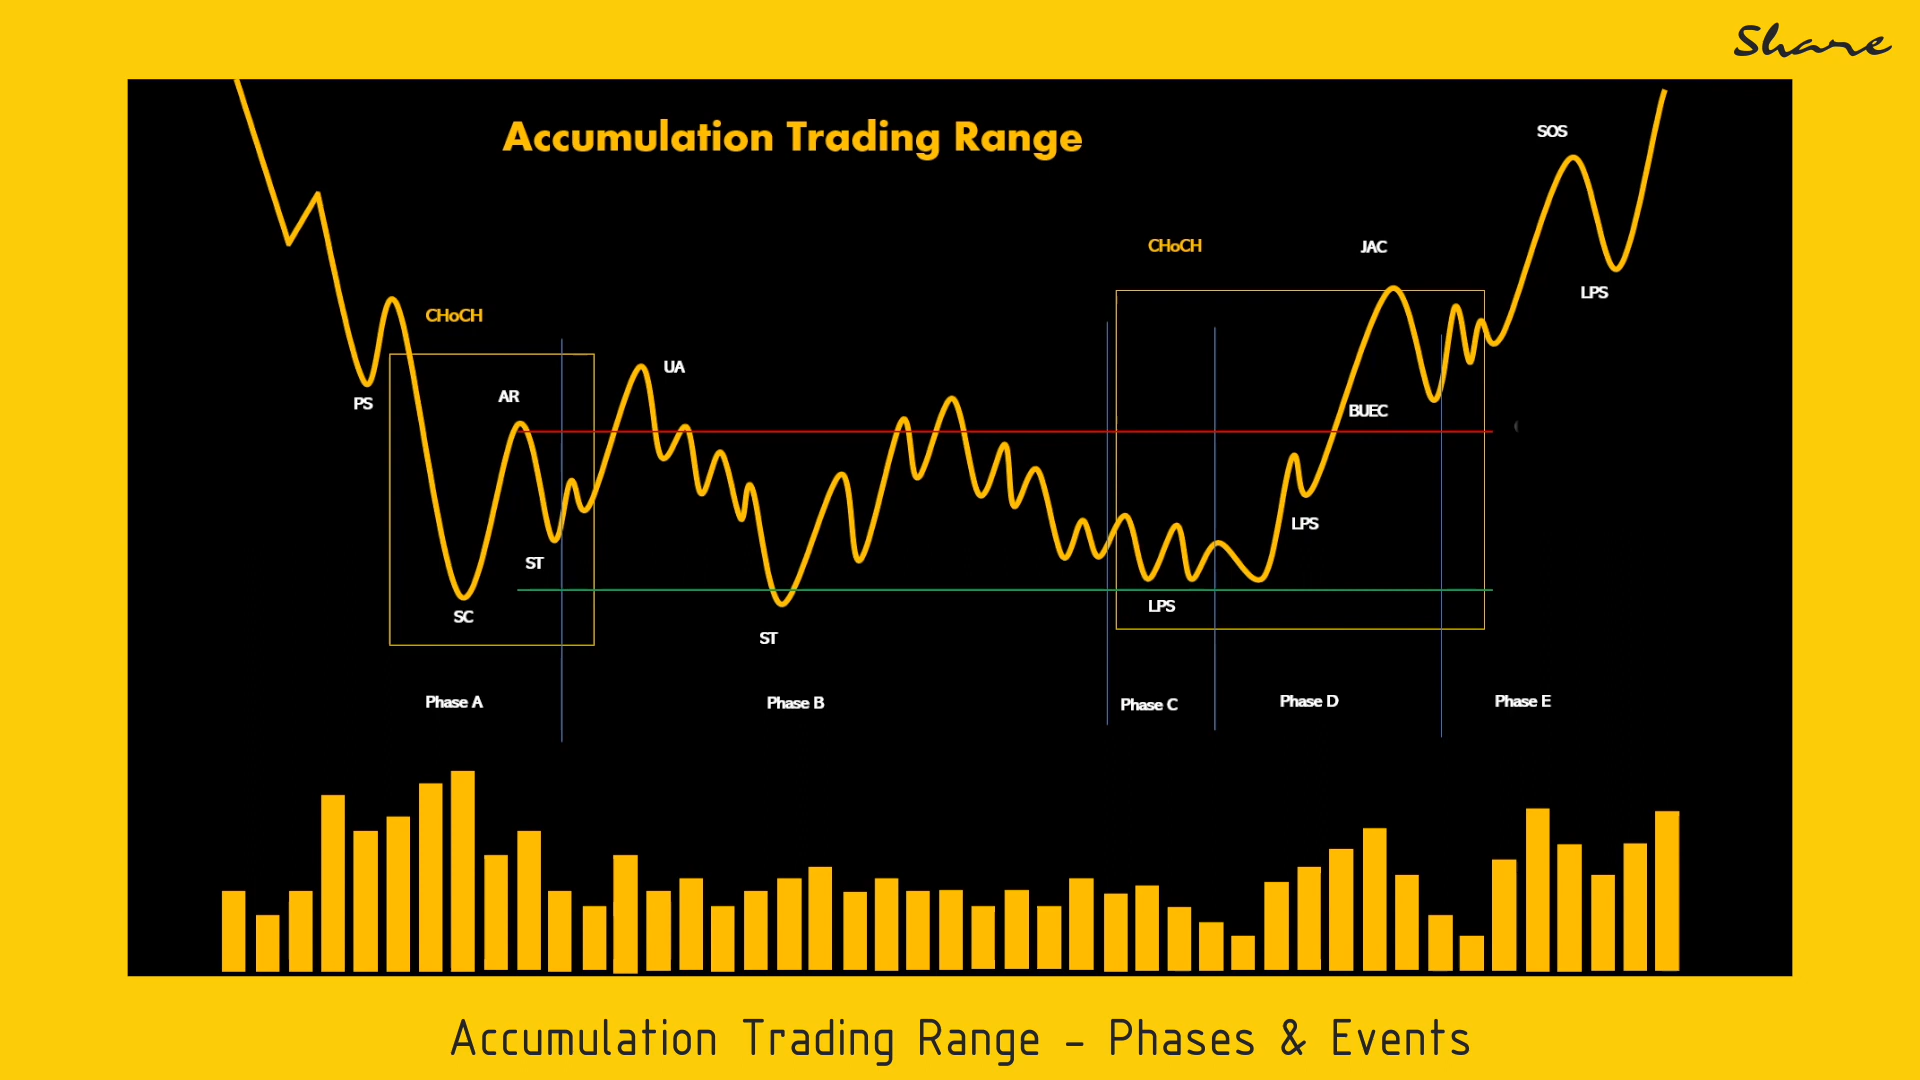 Share
Accumulation Trading Range
SOS
CHoCH
JAC
LPS
CHoCH
UA
AR
PS
BUEC
LPS
ST
LPS
SC
ST
Phase A
Phase B
Phase C
Phase D
Phase E
Accumulation Trading Range - Phases & Events